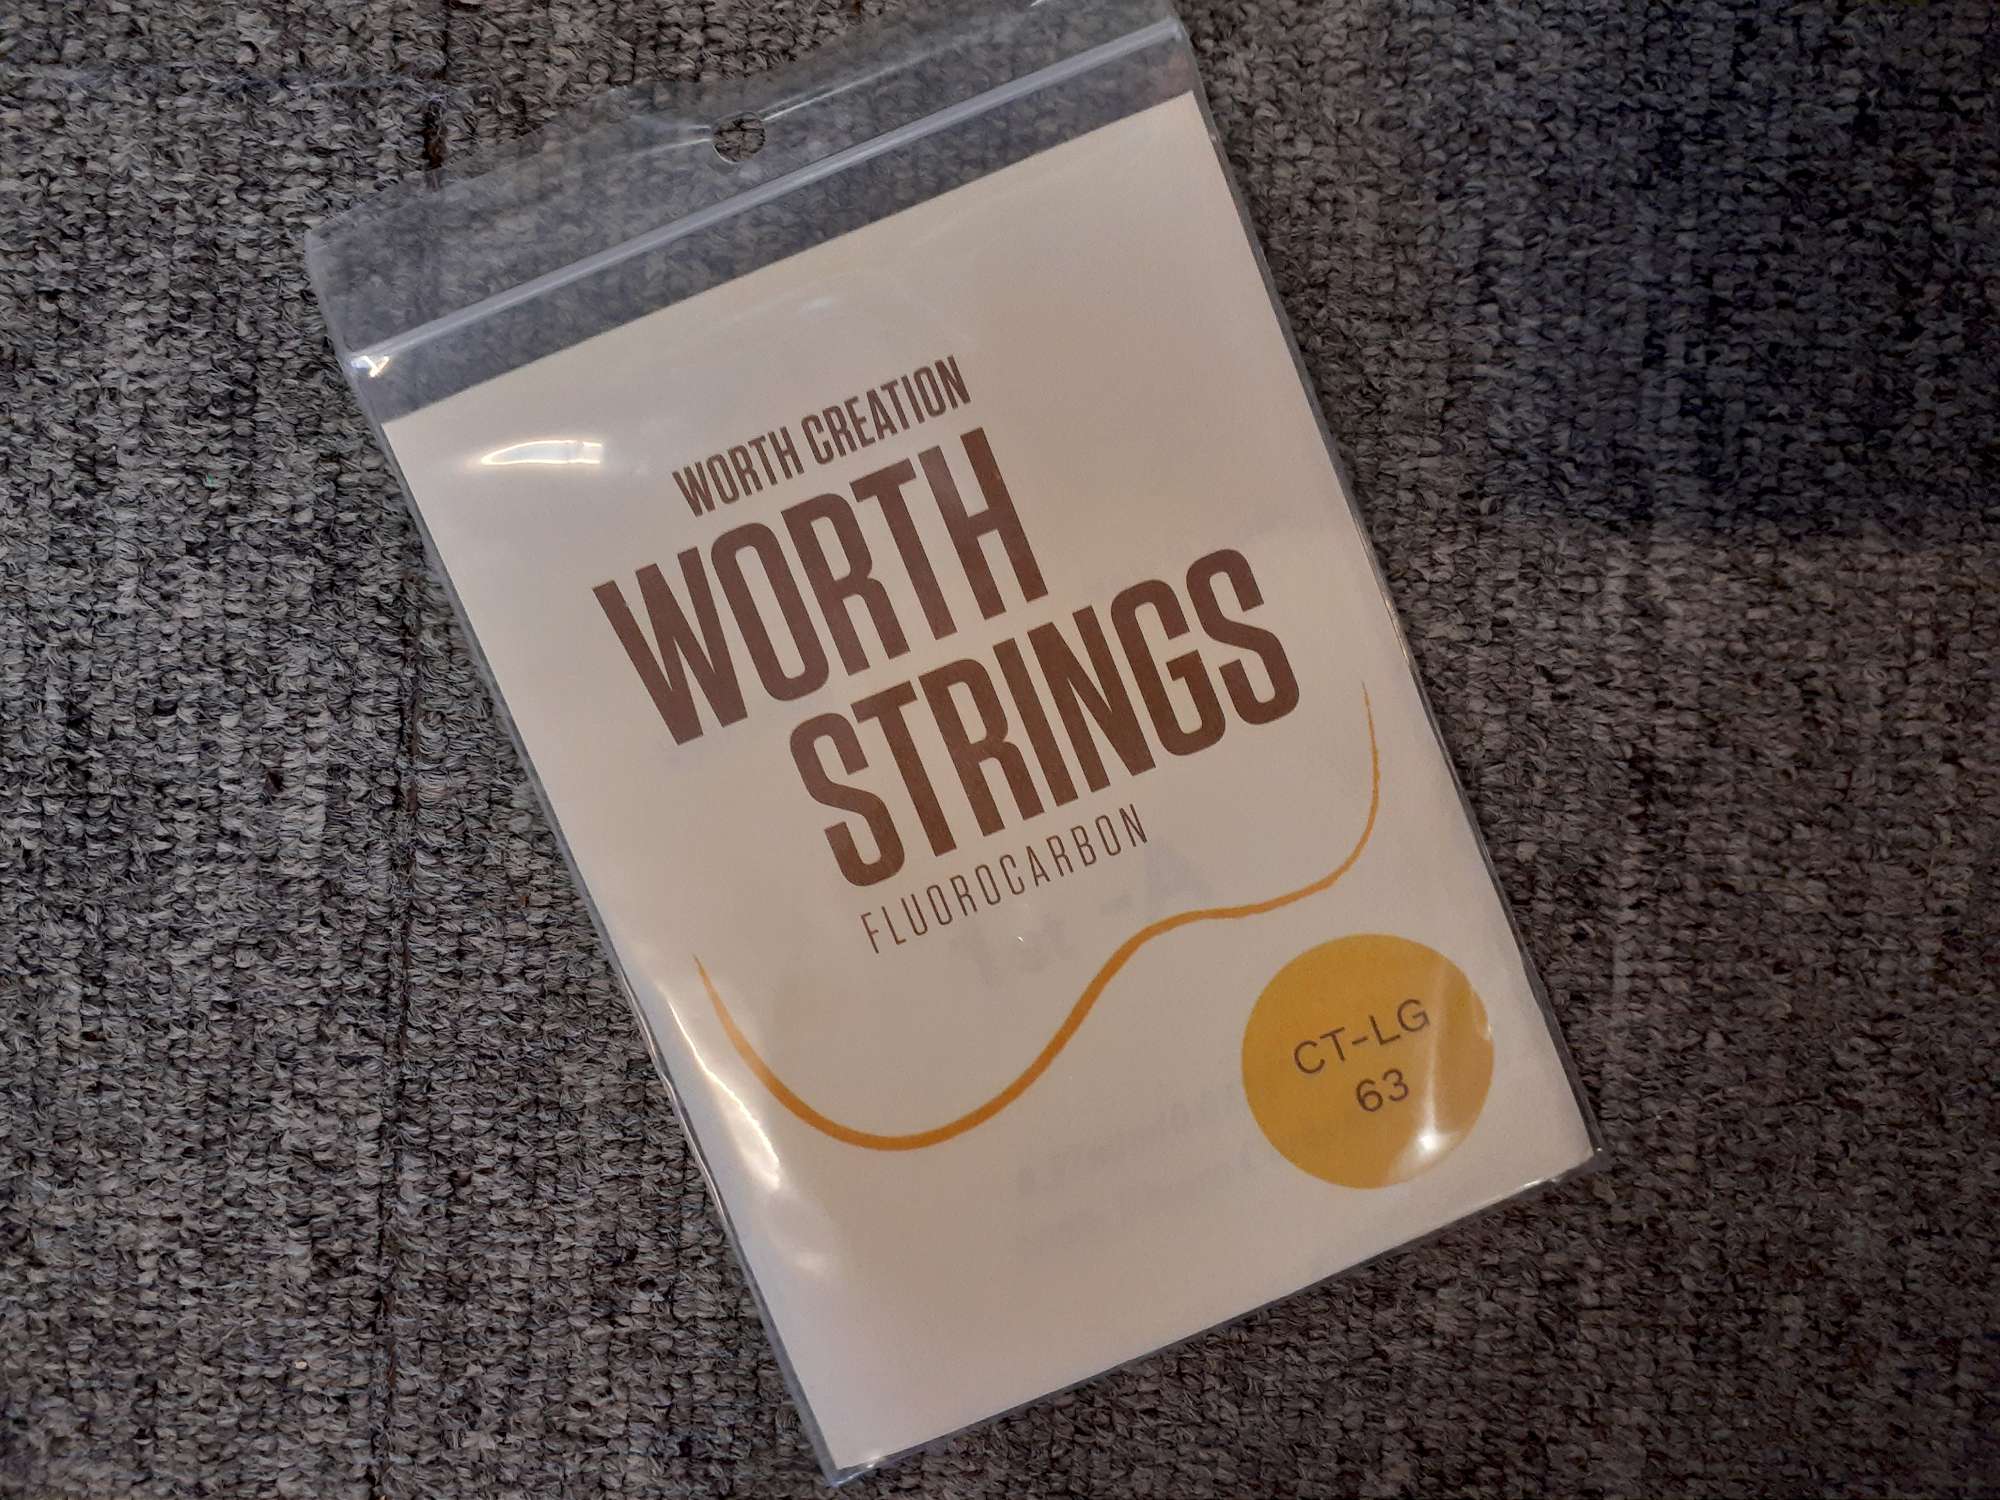 WORTH CREATION
WORTH
STRINGS
FLUOROCARBON
CT-LG
63